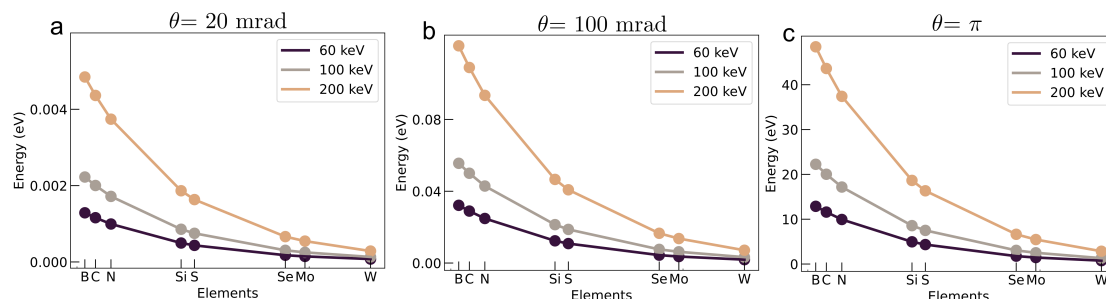 a
θ= 20 mrad
60 keV
100 keV
200 keV
0.004
0.002
0.000
Energy (eV)
B C N Si S Se Mo W
Elements
b
θ= 100 mrad
60 keV
100 keV
200 keV
0.08
0.04
0.00
Energy (eV)
B C N Si S Se Mo W
Elements
c
θ= π
60 keV
100 keV
200 keV
40
30
20
10
0
Energy (eV)
B C N Si S Se Mo W
Elements